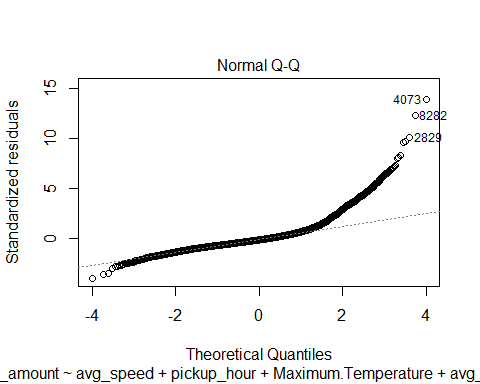 Normal Q-Q
Standardized residuals
15
10
5
0
4073
8282
2829
-4 -2 0 2 4
Theoretical Quantiles
_amount ~ avg_speed + pickup_hour + Maximum.Temperature + avg_